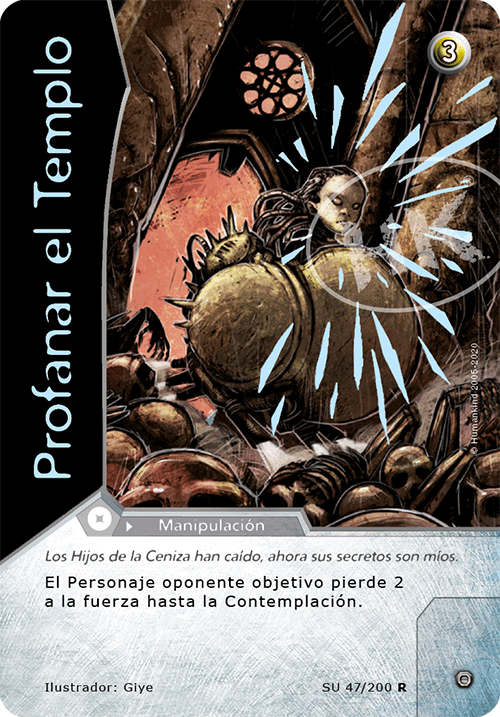 Profanar el Templo
3
© Humankind 2005-2020
Manipulación
Los Hijos de la Ceniza han caído, ahora sus secretos son míos.
El Personaje oponente objetivo pierde 2
a la fuerza hasta la Contemplación.
Ilustrador: Giye
SU 47/200 R